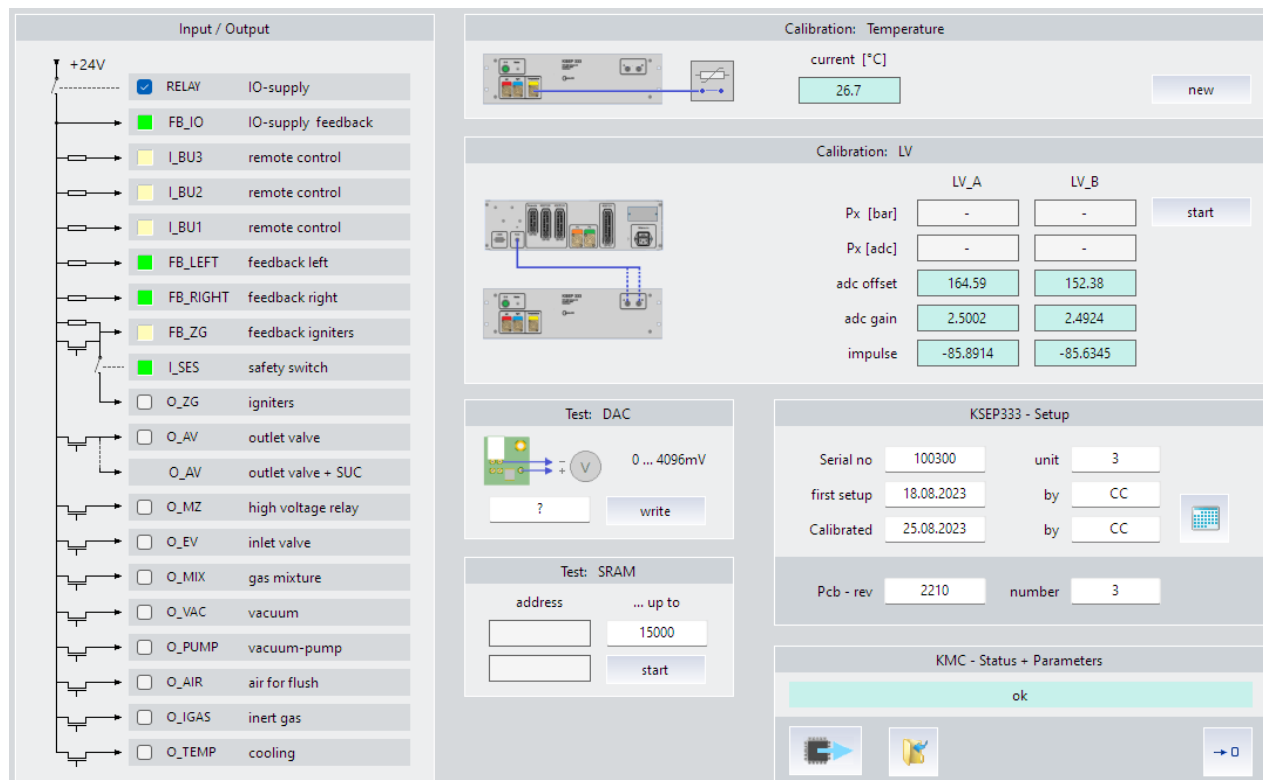 Input / Output
+24V
RELAY IO-supply
FB_IO IO-supply feedback
I_BU3 remote control
I_BU2 remote control
I_BU1 remote control
FB_LEFT feedback left
FB_RIGHT feedback right
FB_ZG feedback igniters
I_SES safety switch
O_ZG igniters
O_AV outlet valve
O_AV outlet valve + SUC
O_MZ high voltage relay
O_EV inlet valve
O_MIX gas mixture
O_VAC vacuum
O_PUMP vacuum-pump
O_AIR air for flush
O_IGAS inert gas
O_TEMP cooling
Calibration: Temperature
current [°C]
26.7
new
Calibration: LV
LV_A LV_B
Px [bar] - - start
Px [adc] - -
adc offset 164.59 152.38
adc gain 2.5002 2.4924
impulse -85.8914 -85.6345
Test: DAC
- + V
0 ... 4096mV
? write
Test: SRAM
address ... up to
15000
start
KSEP333 - Setup
Serial no 100300 unit 3
first setup 18.08.2023 by CC
Calibrated 25.08.2023 by CC
Pcb - rev 2210 number 3
KMC - Status + Parameters
ok
→ 0